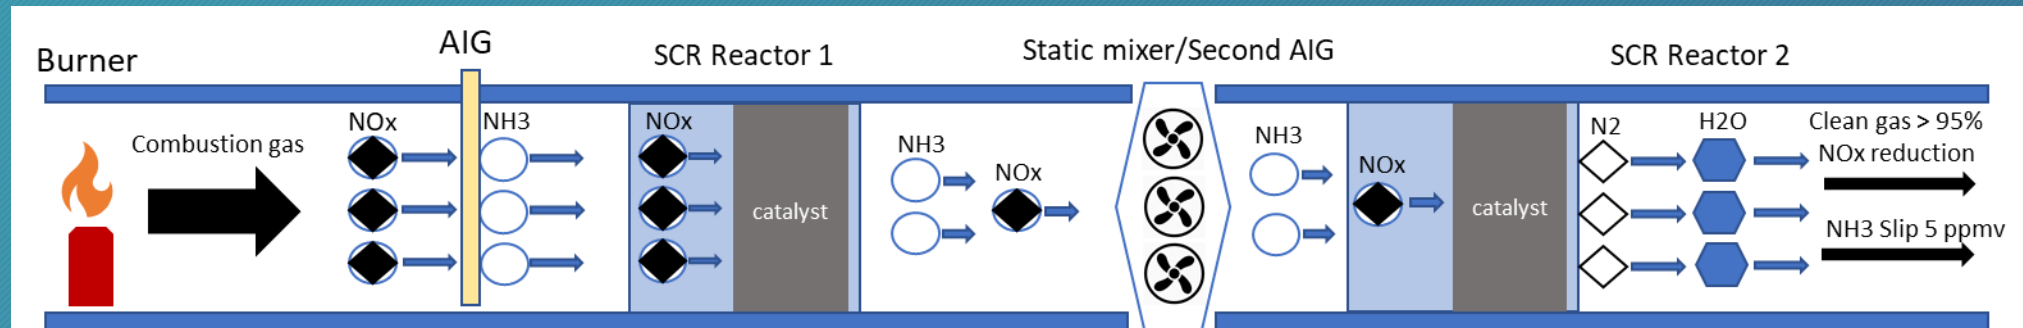 Burner
AIG
SCR Reactor 1
Static mixer/Second AIG
SCR Reactor 2
Combustion gas
NOx
NH3
NOx
catalyst
NH3
NOx
NH3
NOx
catalyst
N2
H2O
Clean gas > 95%
NOx reduction
NH3 Slip 5 ppmv